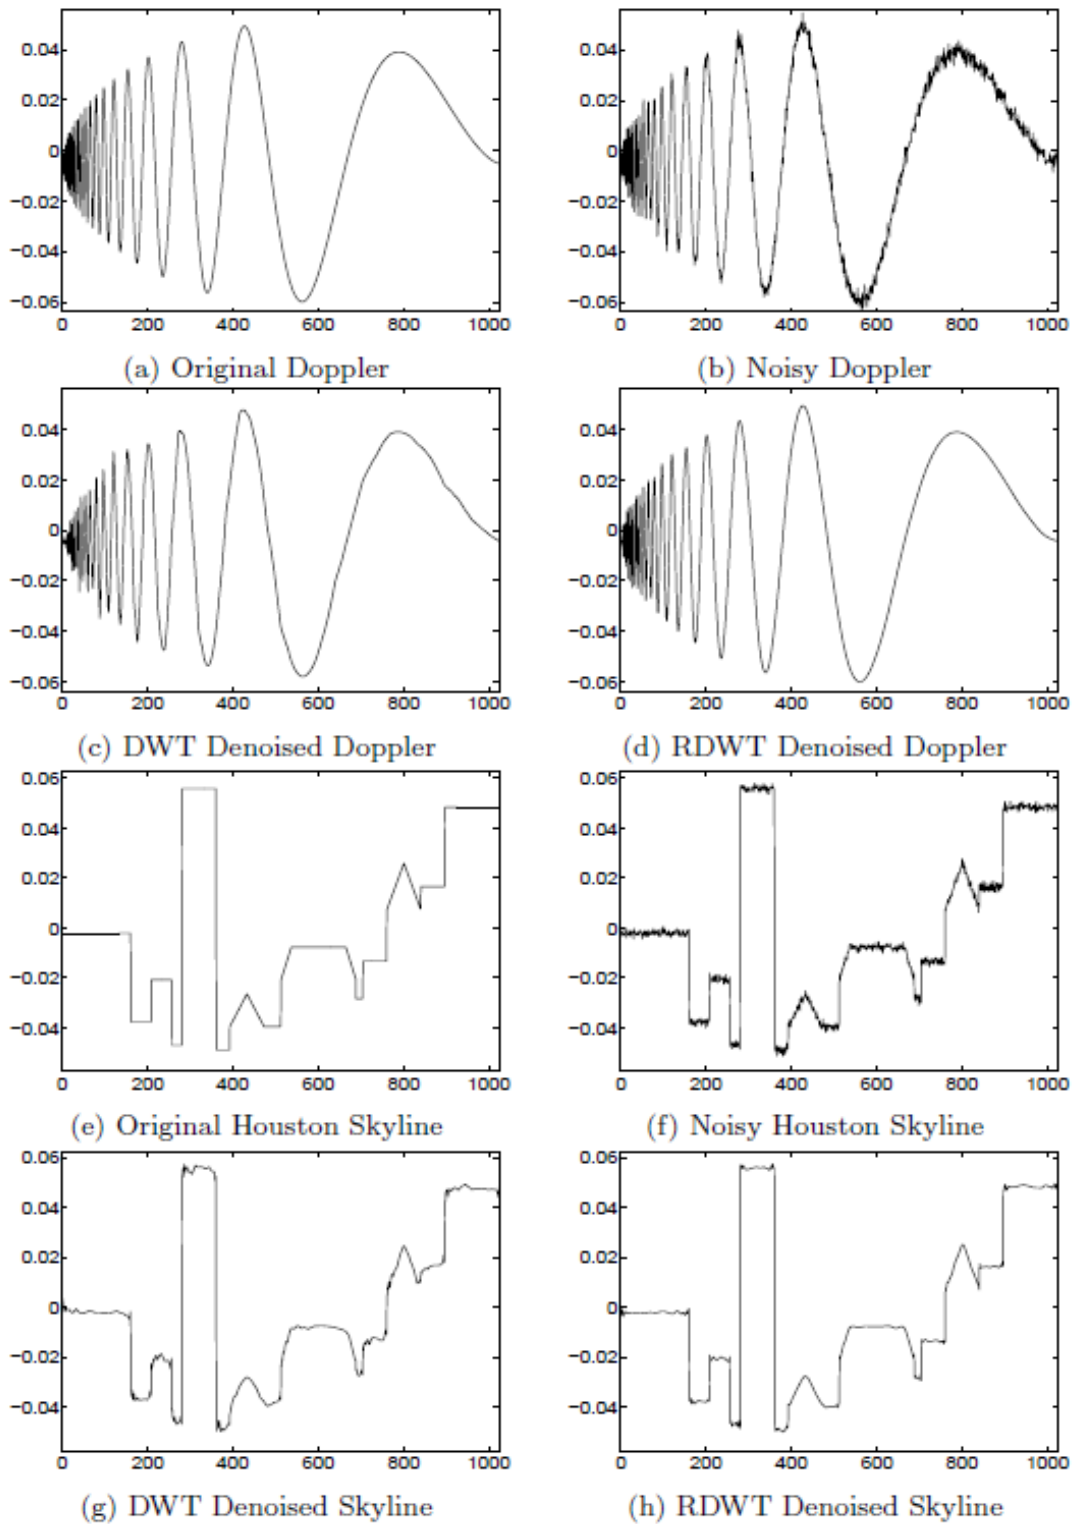 0.04 0.02 0 −0.02 −0.04 −0.06
0 200 400 600 800 1000
(a) Original Doppler
0.04 0.02 0 −0.02 −0.04 −0.06
0 200 400 600 800 1000
(b) Noisy Doppler
0.04 0.02 0 −0.02 −0.04 −0.06
0 200 400 600 800 1000
(c) DWT Denoised Doppler
0.04 0.02 0 −0.02 −0.04 −0.06
0 200 400 600 800 1000
(d) RDWT Denoised Doppler
0.06 0.04 0.02 0 −0.02 −0.04
0 200 400 600 800 1000
(e) Original Houston Skyline
0.06 0.04 0.02 0 −0.02 −0.04
0 200 400 600 800 1000
(f) Noisy Houston Skyline
0.06 0.04 0.02 0 −0.02 −0.04
0 200 400 600 800 1000
(g) DWT Denoised Skyline
0.06 0.04 0.02 0 −0.02 −0.04
0 200 400 600 800 1000
(h) RDWT Denoised Skyline